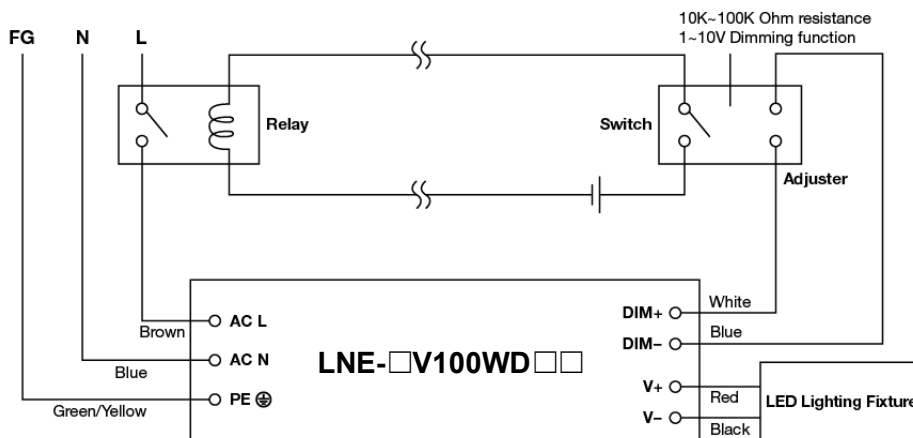 10K~100K Ohm resistance
1~10V Dimming function
FG N L
Relay
Switch
Adjuster
Brown
AC L
Blue
AC N
Green/Yellow
PE
LNE-□V100WD□□
DIM+
White
DIM−
Blue
V+
Red
V−
Black
LED Lighting Fixture